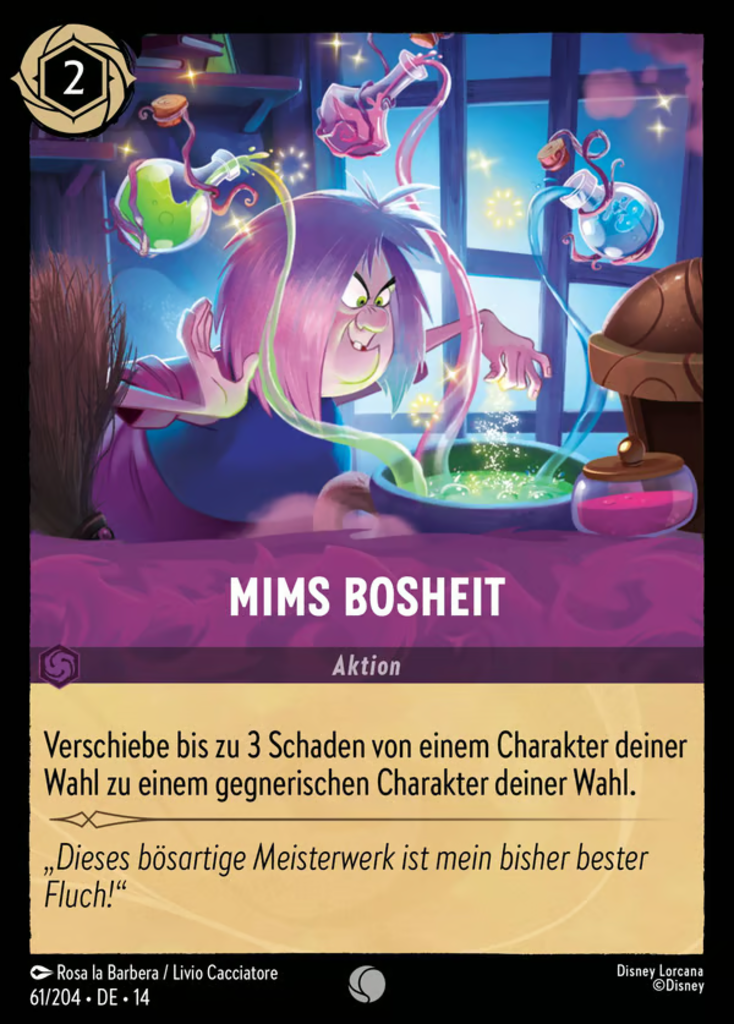 2
MIMS BOSHEIT
Aktion
Verschiebe bis zu 3 Schaden von einem Charakter deiner
Wahl zu einem gegnerischen Charakter deiner Wahl.
„Dieses bösartige Meisterwerk ist mein bisher bester
Fluch!“
Rosa la Barbera / Livio Cacciatore
61/204 • DE • 14
Disney Lorcana
©Disney